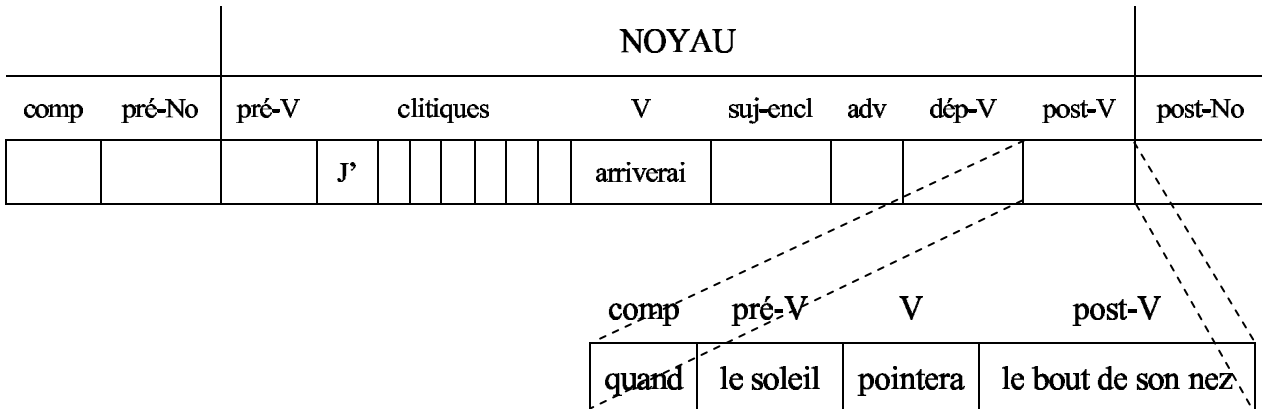 NOYAU
comp pré-No pré-V clitiques V suj-encl adv dép-V post-V post-No
J’ arriverai
comp pré-V V post-V
quand le soleil pointera le bout de son nez